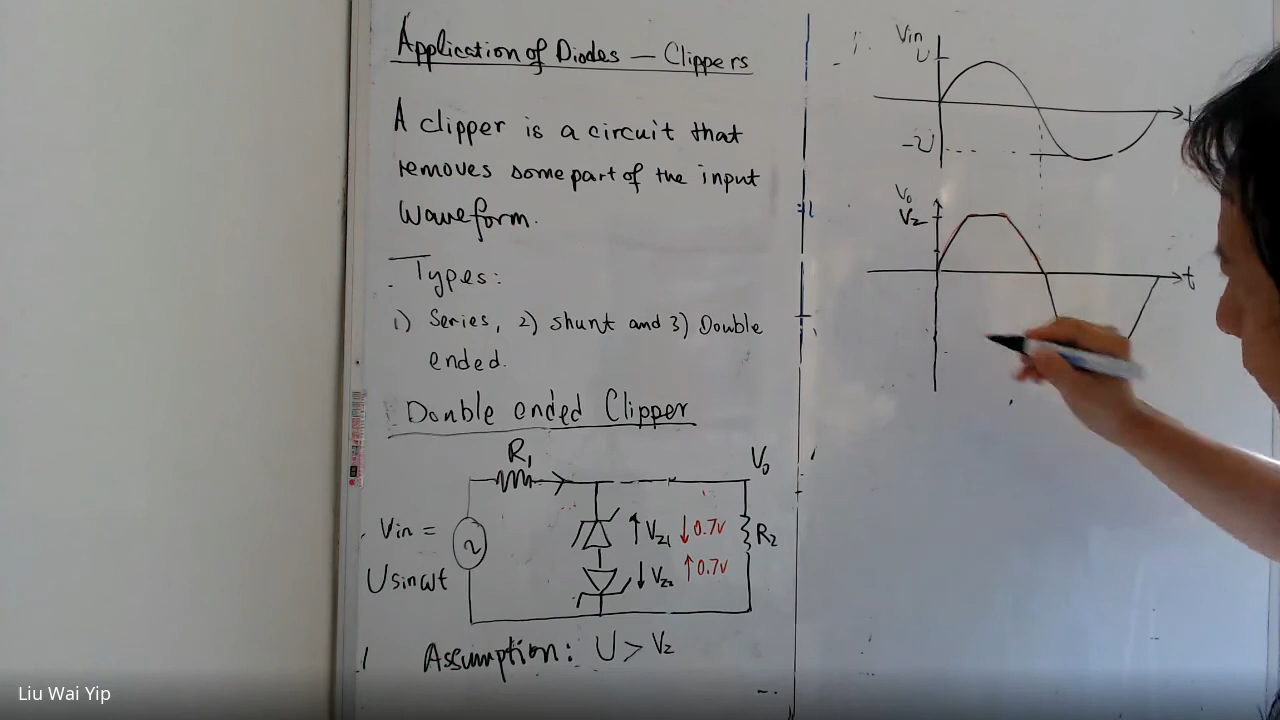 Application of Diodes — Clippers
A clipper is a circuit that
removes some part of the input
waveform.
Types:
1) Series, 2) shunt and 3) Double
ended.
Double ended Clipper
R₁
V₀
Vin =
Usinωt
Vz₁
0.7V
Vz₂
0.7V
R₂
Assumption: U > Vz
Vin
U
-U
t
V₀
Vz
t
Liu Wai Yip